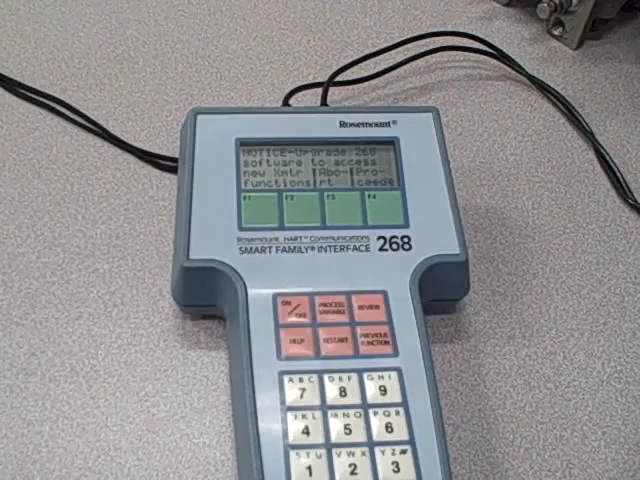 Rosemount®
NOTICE-Upgrade 268
software to access
new Xmtr |Abo-|Pro-
functions|rt |ceed
F1 F2 F3 F4
Rosemount HART™ Communications
SMART FAMILY® INTERFACE 268
ON/OFF PROCESS VARIABLE REVIEW
HELP RESTART PREVIOUS FUNCTION
ABC DEF GHI
7 8 9
JKL MNO PQR
4 5 6
STU VWX YZ#
1 2 3